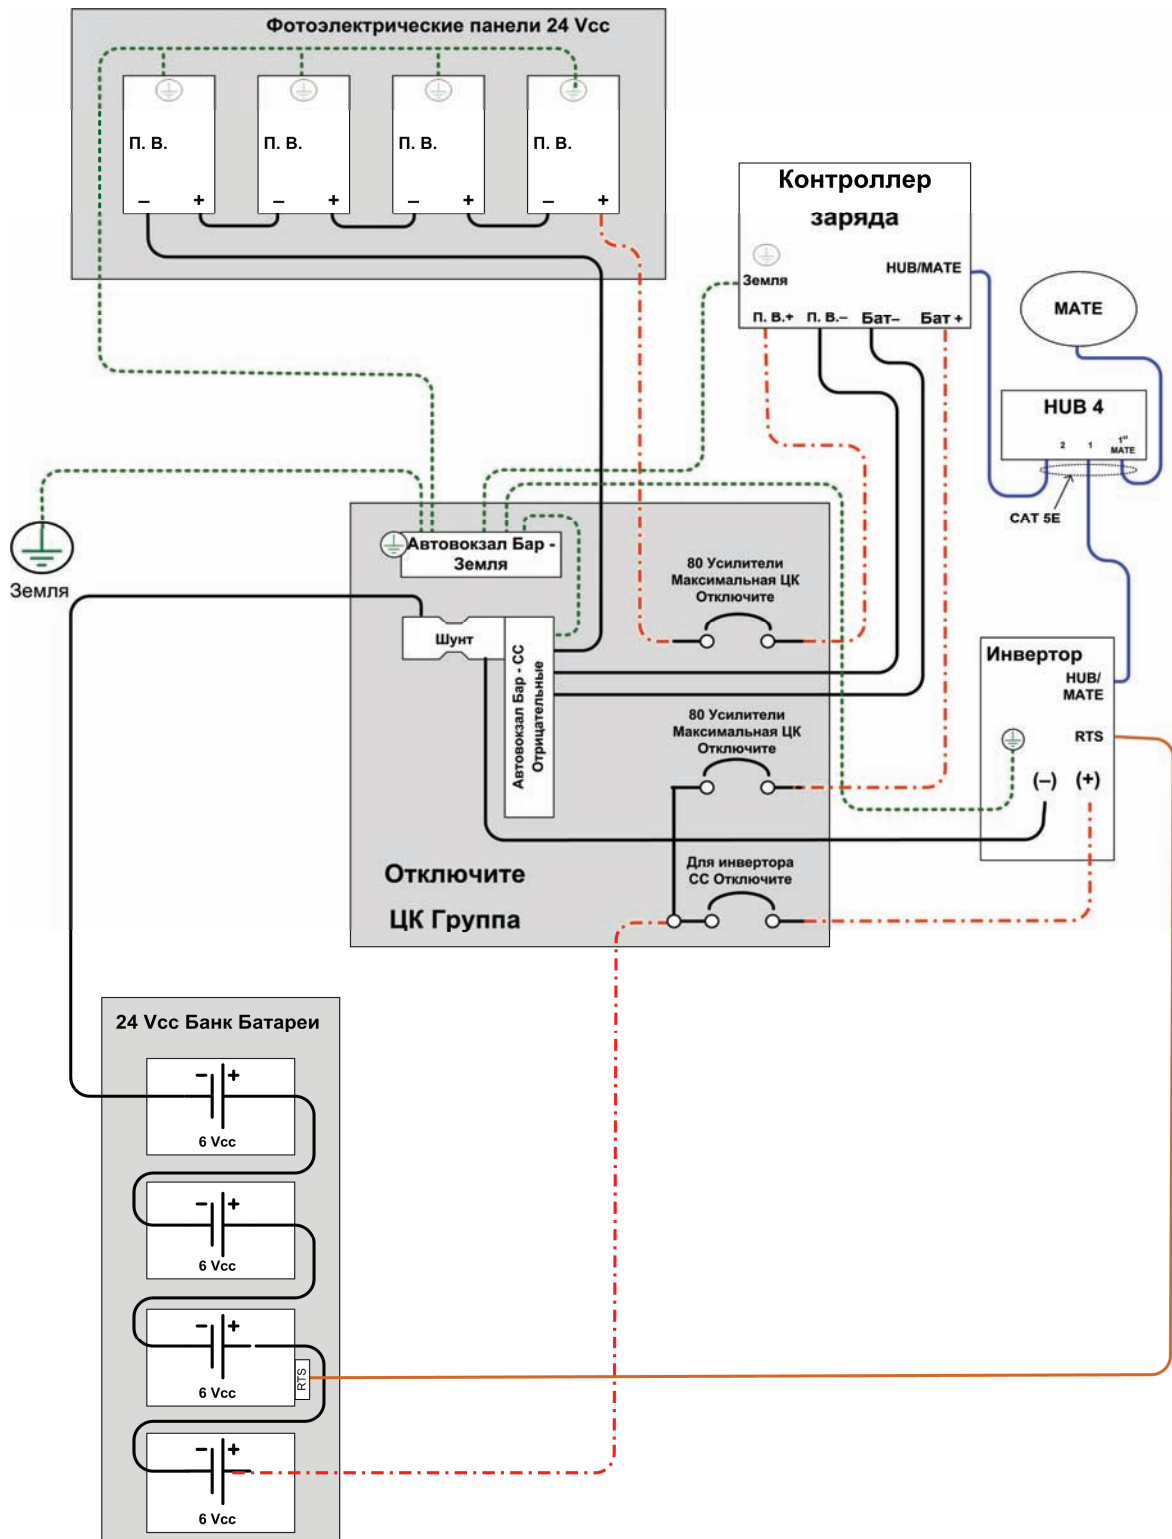 Фотоэлектрические панели 24 Vcc
П. В.
П. В.
П. В.
П. В.
– +
– +
– +
– +
Контроллер
заряда
HUB/MATE
Земля
П. В.+ П. В.– Бат– Бат +
MATE
HUB 4
2 1 1st
MATE
CAT 5E
Земля
Автовокзал Бар -
Земля
80 Усилители
Максимальная ЦК
Отключите
Шунт
Автовокзал Бар - СС
Отрицательные
80 Усилители
Максимальная ЦК
Отключите
Инвертор
HUB/
MATE
RTS
(–) (+)
Для инвертора
СС Отключите
Отключите
ЦК Группа
24 Vcc Банк Батареи
– +
6 Vcc
– +
6 Vcc
– +
6 Vcc
RTS
– +
6 Vcc